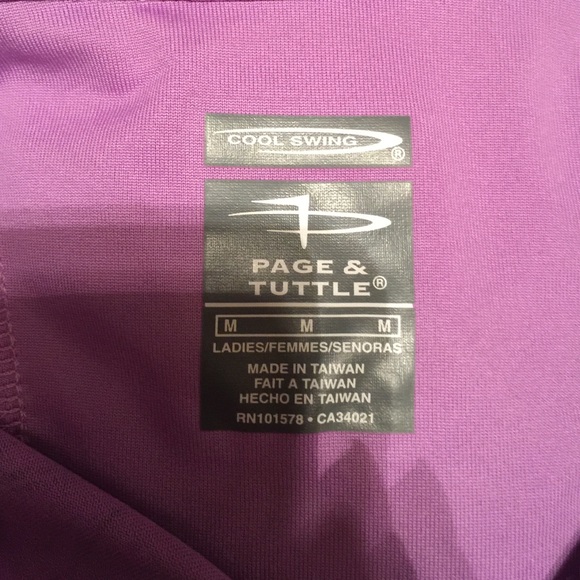 COOL SWING ®
PAGE &
TUTTLE®
M M M
LADIES/FEMMES/SENORAS
MADE IN TAIWAN
FAIT A TAIWAN
HECHO EN TAIWAN
RN101578 • CA34021